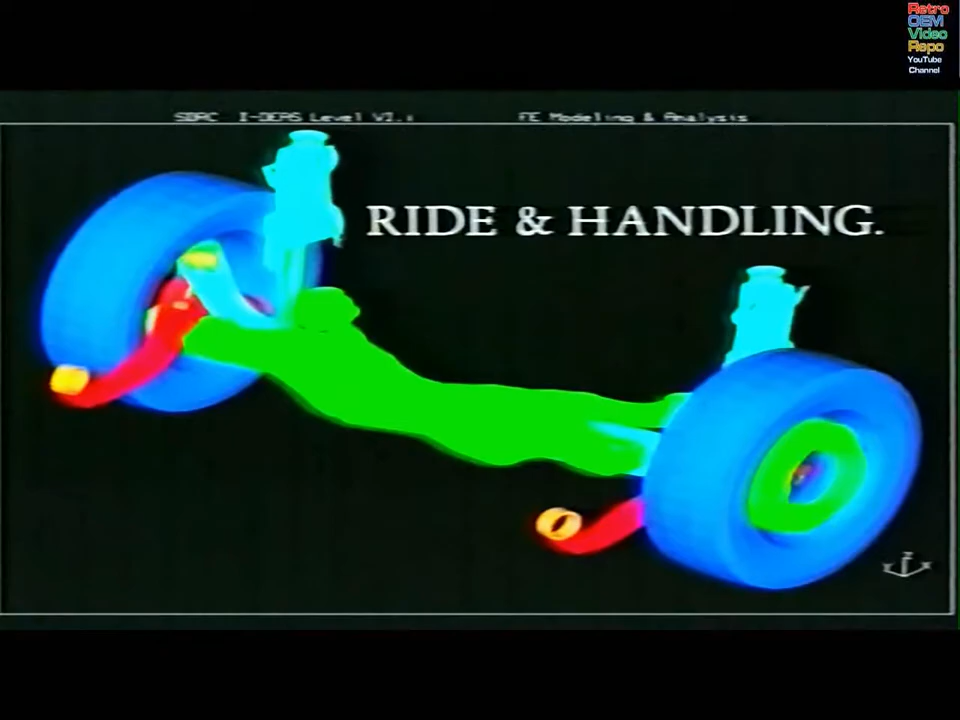 Retro
OEM
Video
Repo
YouTube
Channel
SDRC I-DEAS Level VI.i FE Modeling & Analysis
RIDE & HANDLING.